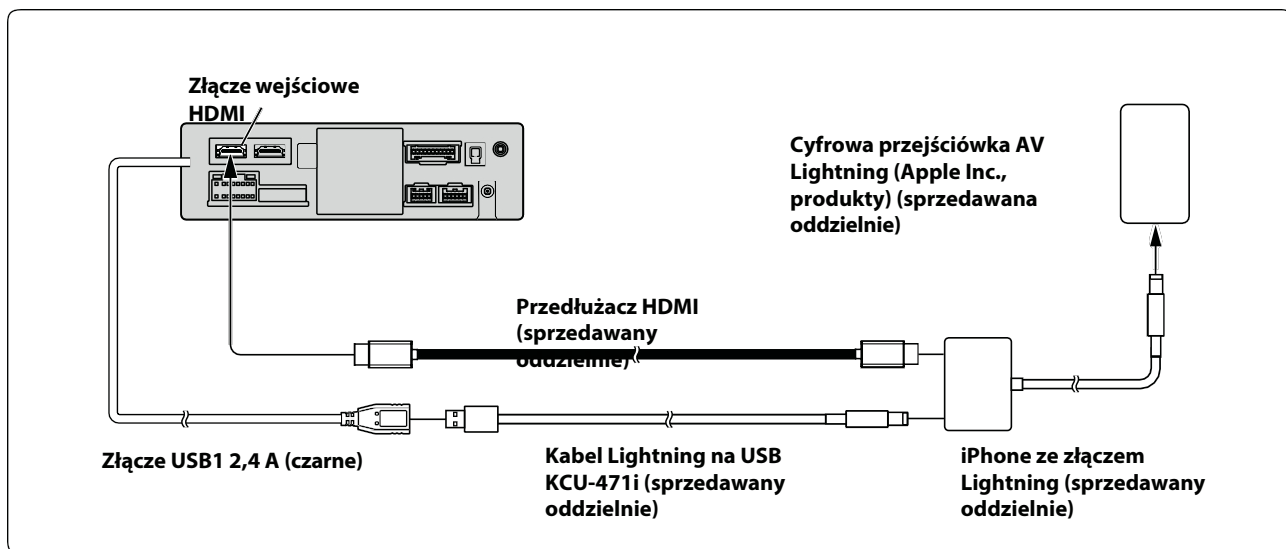 Złącze wejściowe
HDMI
Cyfrowa przejściówka AV
Lightning (Apple Inc.,
produkty) (sprzedawana
oddzielnie)
Przedłużacz HDMI
(sprzedawany
oddzielnie)
Złącze USB1 2,4 A (czarne)
Kabel Lightning na USB
KCU-471i (sprzedawany
oddzielnie)
iPhone ze złączem
Lightning (sprzedawany
oddzielnie)